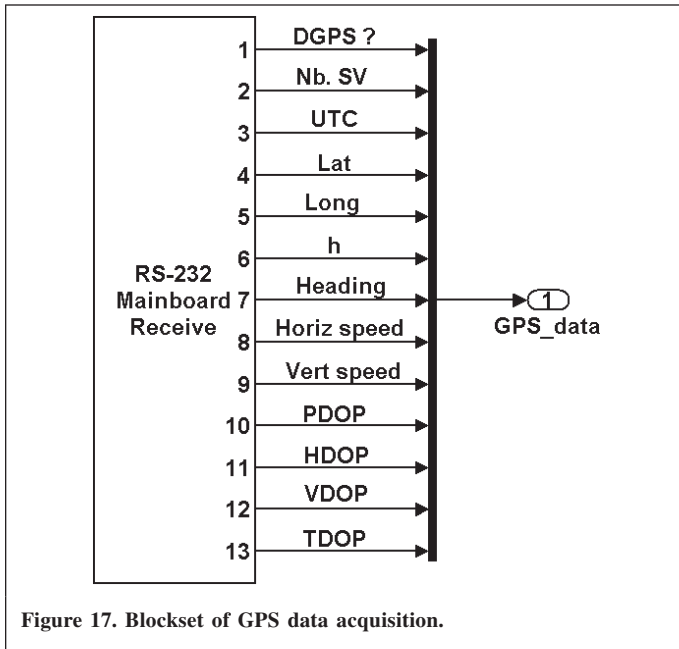 1 DGPS ?
2 Nb. SV
3 UTC
4 Lat
5 Long
6 h
RS-232
Mainboard 7 Heading
Receive
8 Horiz speed
9 Vert speed
10 PDOP
11 HDOP
12 VDOP
13 TDOP
1
GPS_data
Figure 17. Blockset of GPS data acquisition.